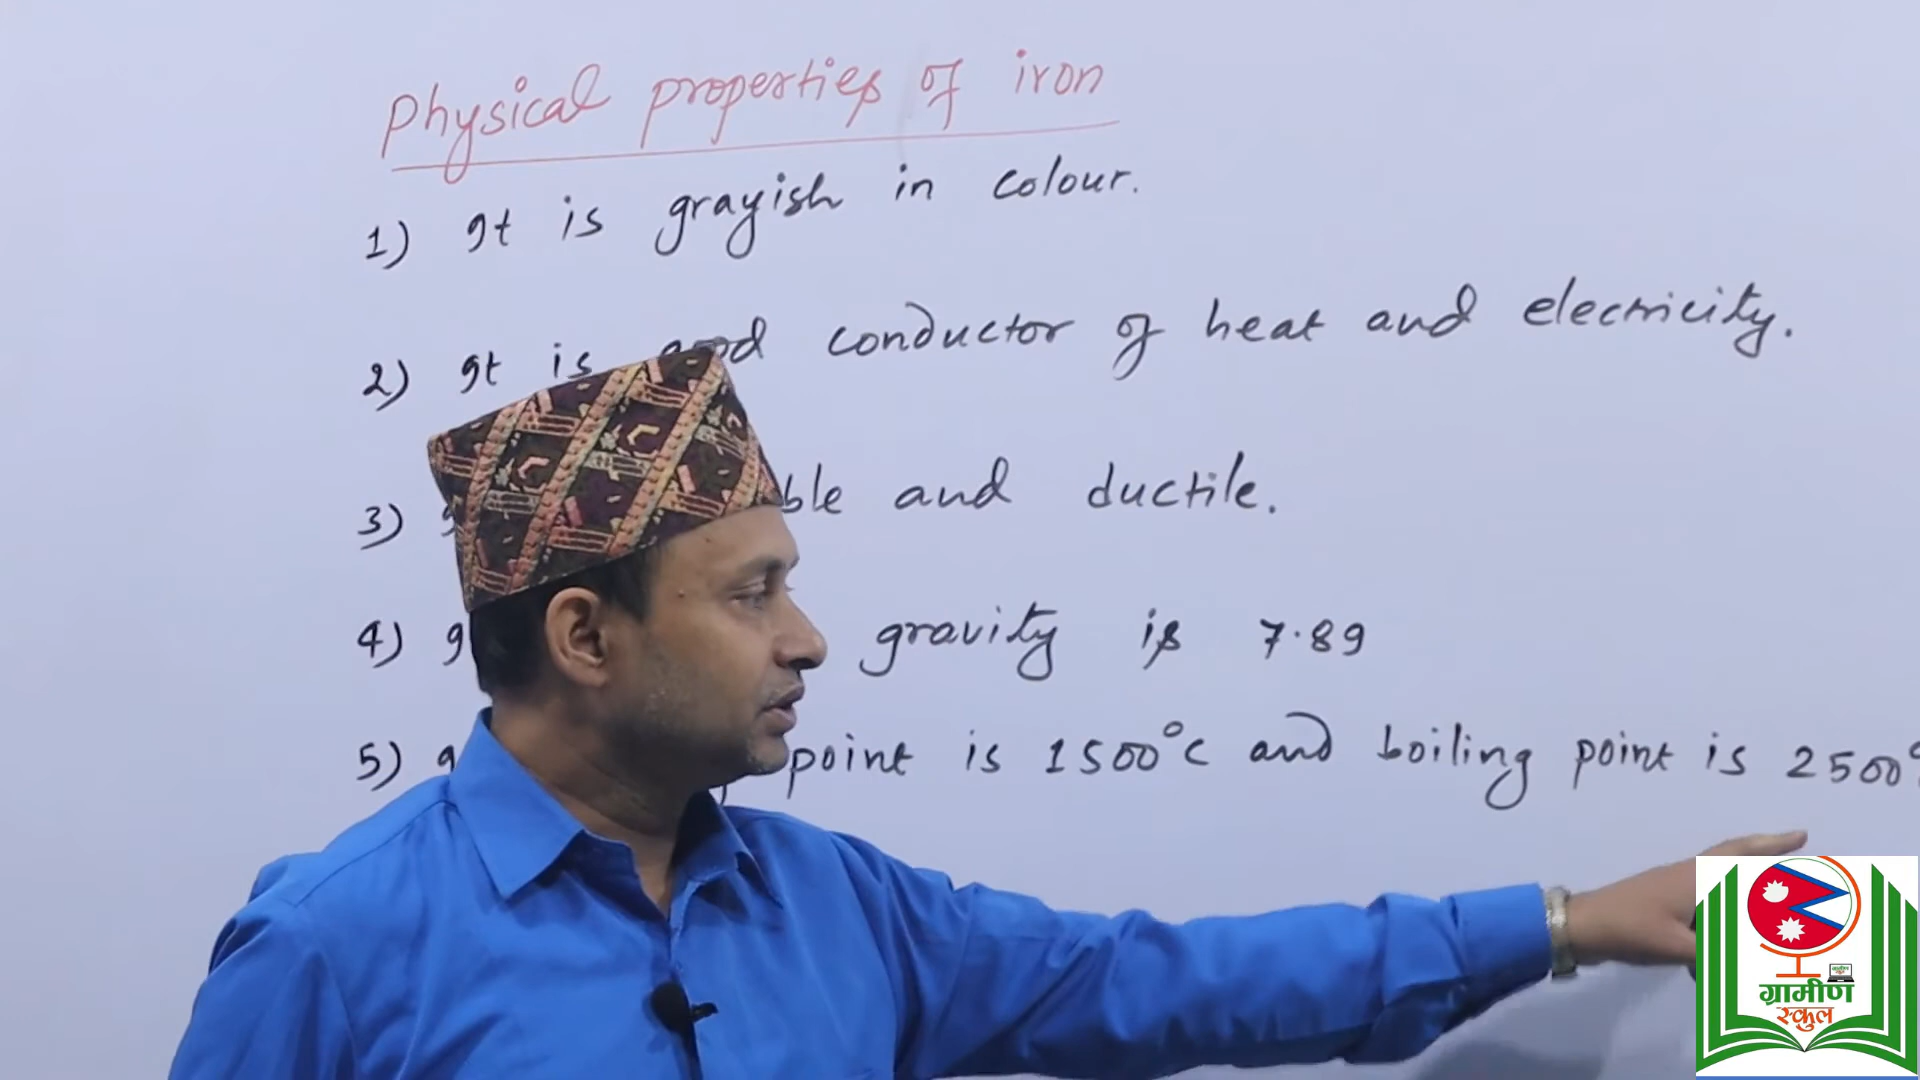 Physical properties of iron
1) It is grayish in colour.
2) It is good conductor of heat and electricity.
3) and ductile.
4) gravity is 7.89
5) point is 1500°C and boiling point is 2500°
ग्रामीण
स्कुल